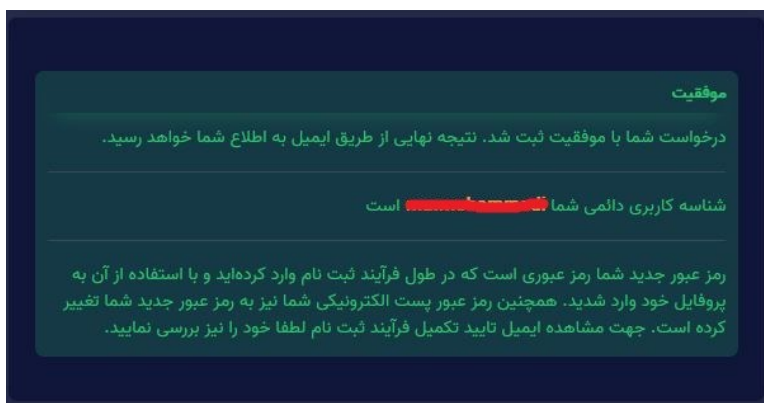 موفقیت
درخواست شما با موفقیت ثبت شد. نتیجه نهایی از طریق ایمیل به اطلاع شما خواهد رسید.
شناسه کاربری دائمی شما است
رمز عبور جدید شما رمز عبوری است که در طول فرآیند ثبت نام وارد کرده‌اید و با استفاده از آن به
پروفایل خود وارد شدید. همچنین رمز عبور پست الکترونیکی شما نیز به رمز عبور جدید شما تغییر
کرده است. جهت مشاهده ایمیل تایید تکمیل فرآیند ثبت نام لطفا خود را نیز بررسی نمایید.